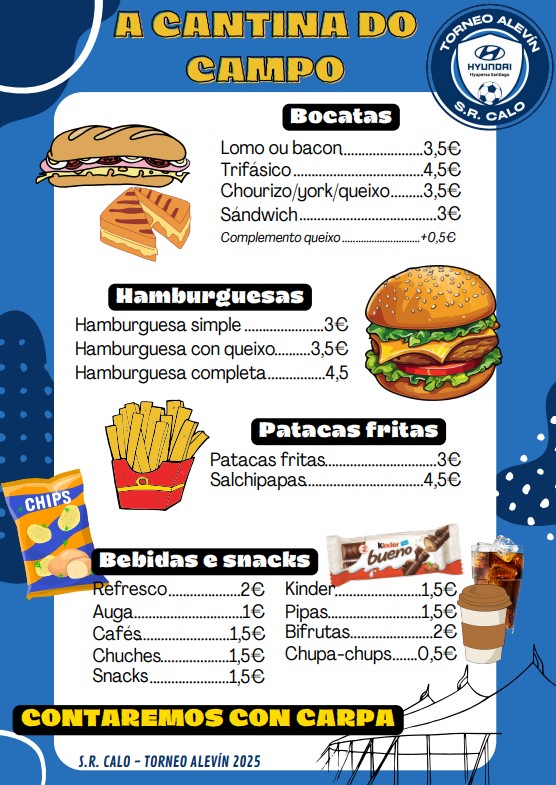 A CANTINA DO
CAMPO
TORNEO ALEVÍN
HYUNDAI
Hyupersa Santiago
S.R. CALO
Bocatas
Lomo ou bacon..................3,5€
Trifásico..................4,5€
Chourizo/york/queixo.........3,5€
Sándwich..................3€
Complemento queixo..................+0,5€
Hamburguesas
Hamburguesa simple..................3€
Hamburguesa con queixo.........3,5€
Hamburguesa completa............4,5
Patacas fritas
Patacas fritas..................3€
Salchipapas..................4,5€
CHIPS
Kinder
bueno
Bebidas e snacks
Refresco..................2€
Auga..................1€
Cafés..................1,5€
Chuches..................1,5€
Snacks..................1,5€
Kinder..................1,5€
Pipas..................1,5€
Bifrutas..................2€
Chupa-chups......0,5€
CONTAREMOS CON CARPA
S.R. CALO - TORNEO ALEVÍN 2025